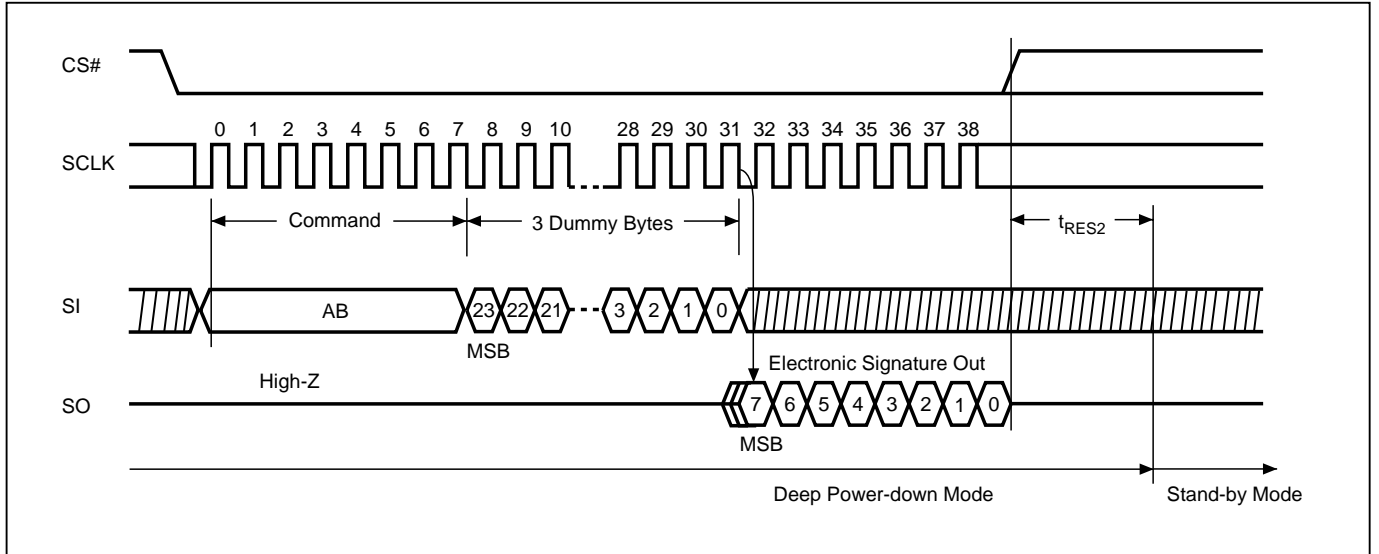 CS#
0 1 2 3 4 5 6 7 8 9 10 28 29 30 31 32 33 34 35 36 37 38
SCLK
Command 3 Dummy Bytes tRES2
SI AB 23 22 21 3 2 1 0
MSB
Electronic Signature Out
High-Z
SO 7 6 5 4 3 2 1 0
MSB
Deep Power-down Mode Stand-by Mode